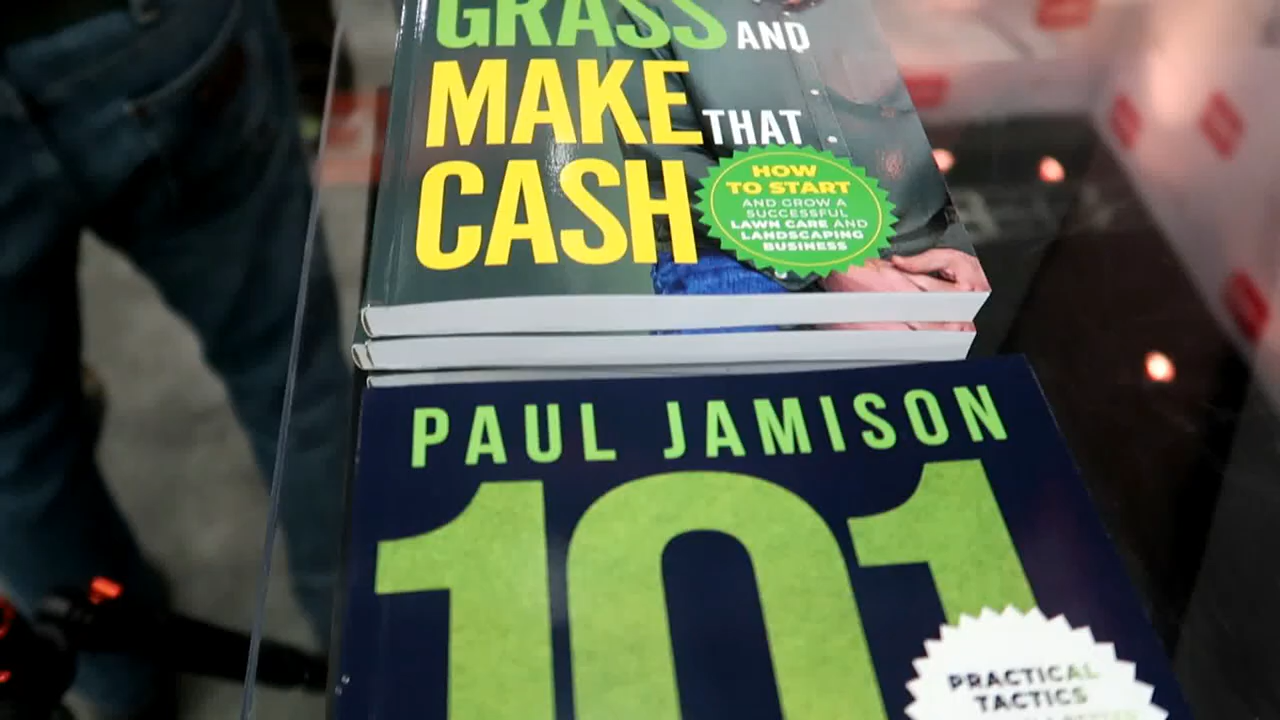 GRASS AND
MAKE THAT
CASH
HOW
TO START
AND GROW A
SUCCESSFUL
LAWN CARE AND
LANDSCAPING
BUSINESS
PAUL JAMISON
101
PRACTICAL
TACTICS